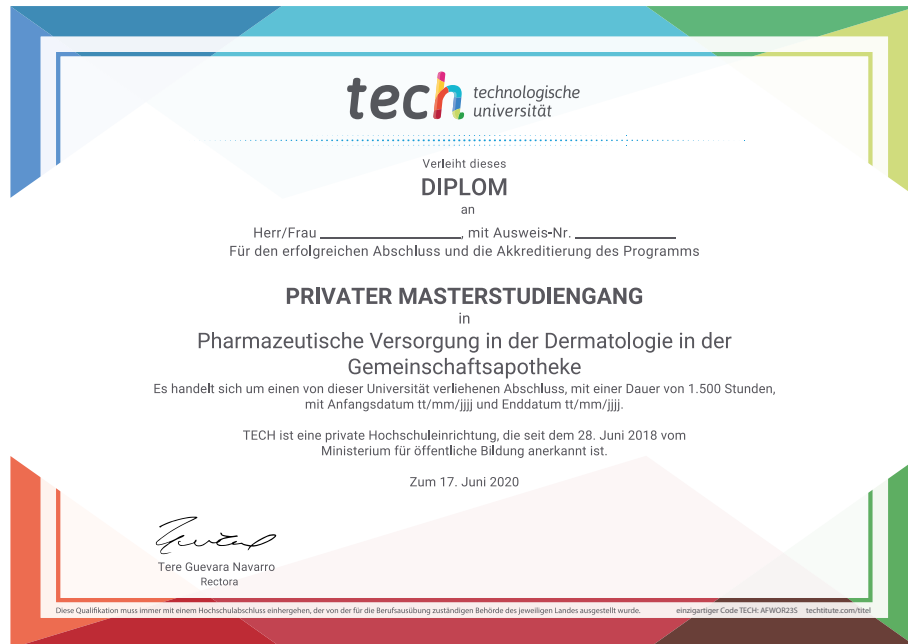 tech technologische
universität
Verleiht dieses
DIPLOM
an
Herr/Frau ____________________, mit Ausweis-Nr. ______________
Für den erfolgreichen Abschluss und die Akkreditierung des Programms
PRIVATER MASTERSTUDIENGANG
in
Pharmazeutische Versorgung in der Dermatologie in der
Gemeinschaftsapotheke
Es handelt sich um einen von dieser Universität verliehenen Abschluss, mit einer Dauer von 1.500 Stunden,
mit Anfangsdatum tt/mm/jjjj und Enddatum tt/mm/jjjj.
TECH ist eine private Hochschuleinrichtung, die seit dem 28. Juni 2018 vom
Ministerium für öffentliche Bildung anerkannt ist.
Zum 17. Juni 2020
Tere Guevara Navarro
Rectora
Diese Qualifikation muss immer mit einem Hochschulabschluss einhergehen, der von der für die Berufsausübung zuständigen Behörde des jeweiligen Landes ausgestellt wurde. einzigartiger Code TECH: AFWOR23S techtitute.com/titel